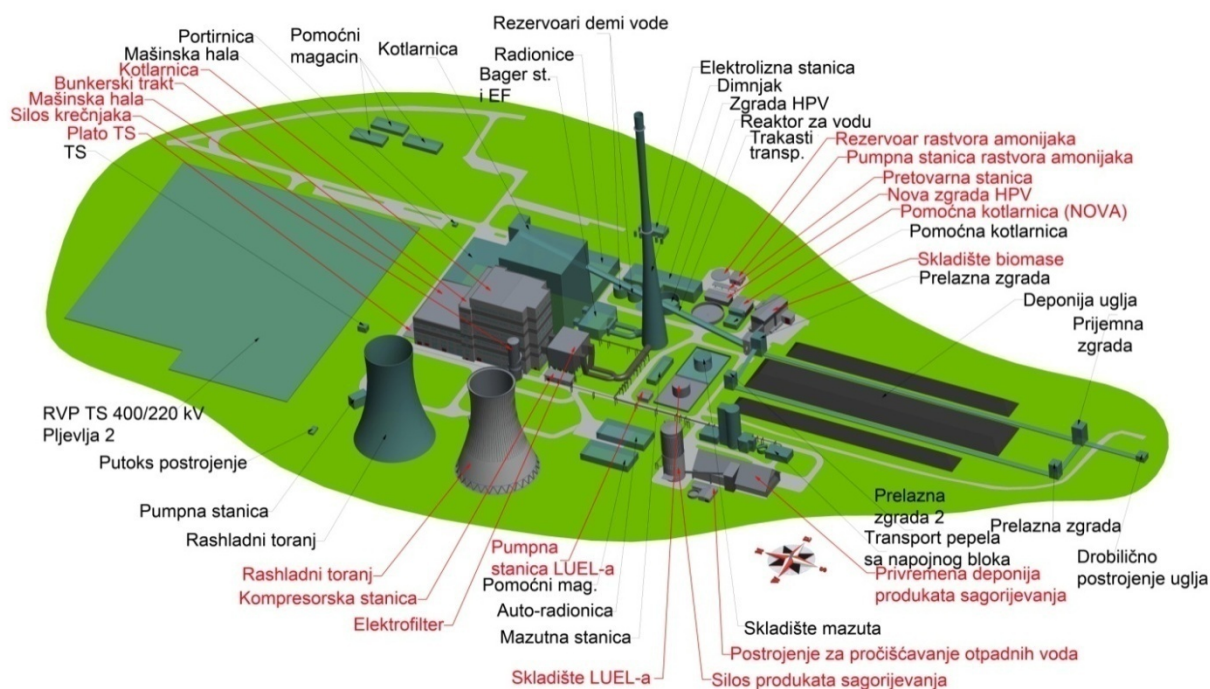 Portirnica
Mašinska hala
Kotlarnica
Bunkerski trakt
Mašinska hala
Silos krečnjaka
Plato TS
TS
Pomoćni
magacin
Kotlarnica
Rezervoari demi vode
Radionice
Bager st.
i EF
Elektrolizna stanica
Dimnjak
Zgrada HPV
Reaktor za vodu
Trakasti
transp.
Rezervoar rastvora amonijaka
Pumpna stanica rastvora amonijaka
Pretovarna stanica
Nova zgrada HPV
Pomoćna kotlarnica (NOVA)
Pomoćna kotlarnica
Skladište biomase
Prelazna zgrada
Deponija uglja
Prijemna
zgrada
RVP TS 400/220 kV
Pljevlja 2
Putoks postrojenje
Pumpna stanica
Rashladni toranj
Rashladni toranj
Kompresorska stanica
Elektrofilter
Pumpna
stanica LUEL-a
Pomoćni mag.
Auto-radionica
Mazutna stanica
Skladište LUEL-a
Prelazna
zgrada 2
Transport pepela
sa napojnog bloka
Privremena deponija
produkata sagorijevanja
Prelazna zgrada
Drobilično
postrojenje uglja
Skladište mazuta
Postrojenje za pročišćavanje otpadnih voda
Silos produkata sagorijevanja